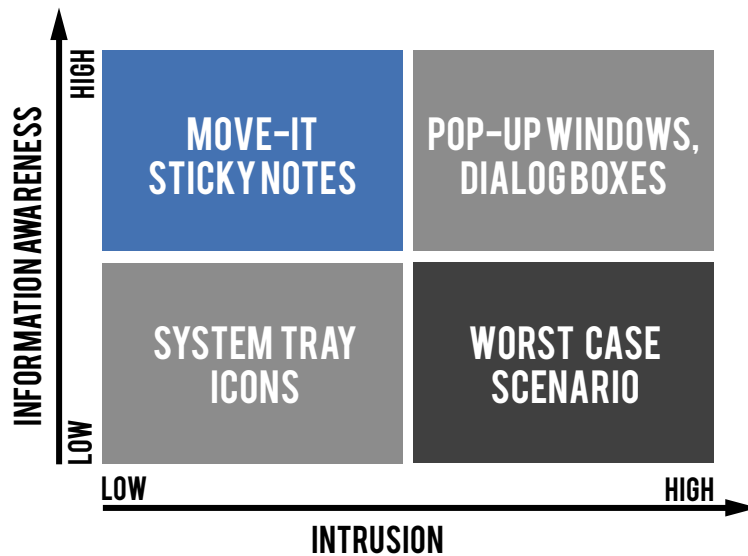 INFORMATION AWARENESS
HIGH
LOW
MOVE-IT
STICKY NOTES
POP-UP WINDOWS,
DIALOG BOXES
SYSTEM TRAY
ICONS
WORST CASE
SCENARIO
LOW
HIGH
INTRUSION